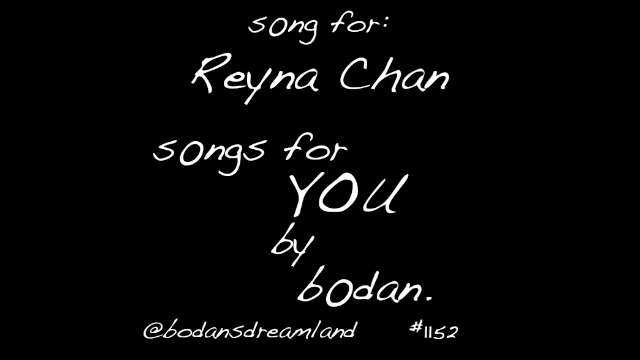 song for:
Reyna Chan
songs for
YOU
by
bodan.
@bodansdreamland #1152